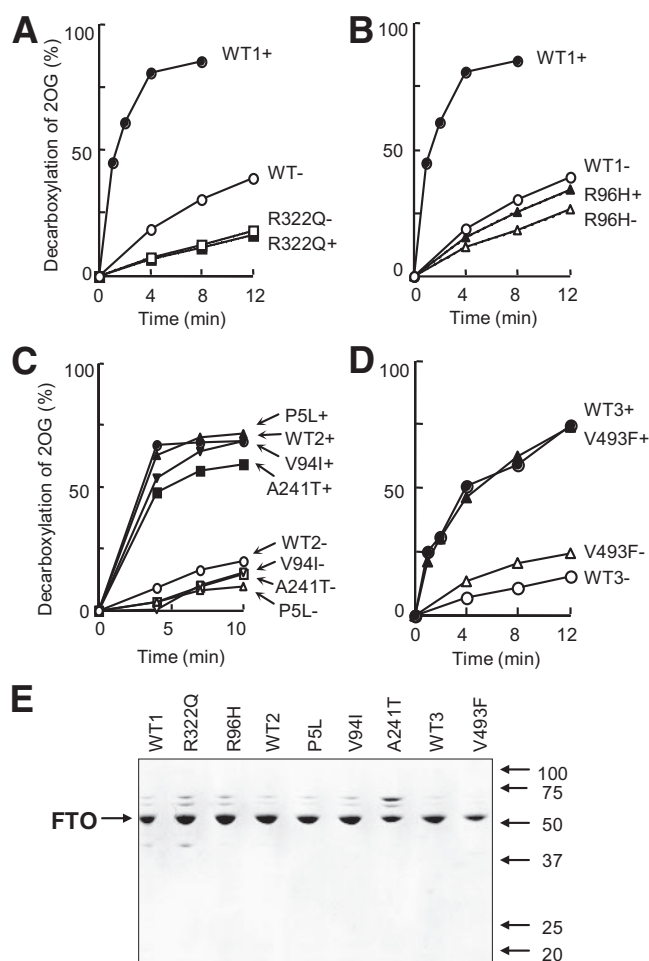 A
100
50
0
Decarboxylation of 2OG (%)
WT1+
WT-
R322Q-
R322Q+
0 4 8 12
Time (min)
B
100
50
0
WT1+
WT1-
R96H+
R96H-
0 4 8 12
Time (min)
C
100
50
0
Decarboxylation of 2OG (%)
P5L+
WT2+
V94I+
A241T+
WT2-
V94I-
A241T-
P5L-
0 5 10
Time (min)
D
100
50
0
WT3+
V493F+
V493F-
WT3-
0 4 8 12
Time (min)
E
WT1 R322Q R96H WT2 P5L V94I A241T WT3 V493F
FTO
100
75
50
37
25
20